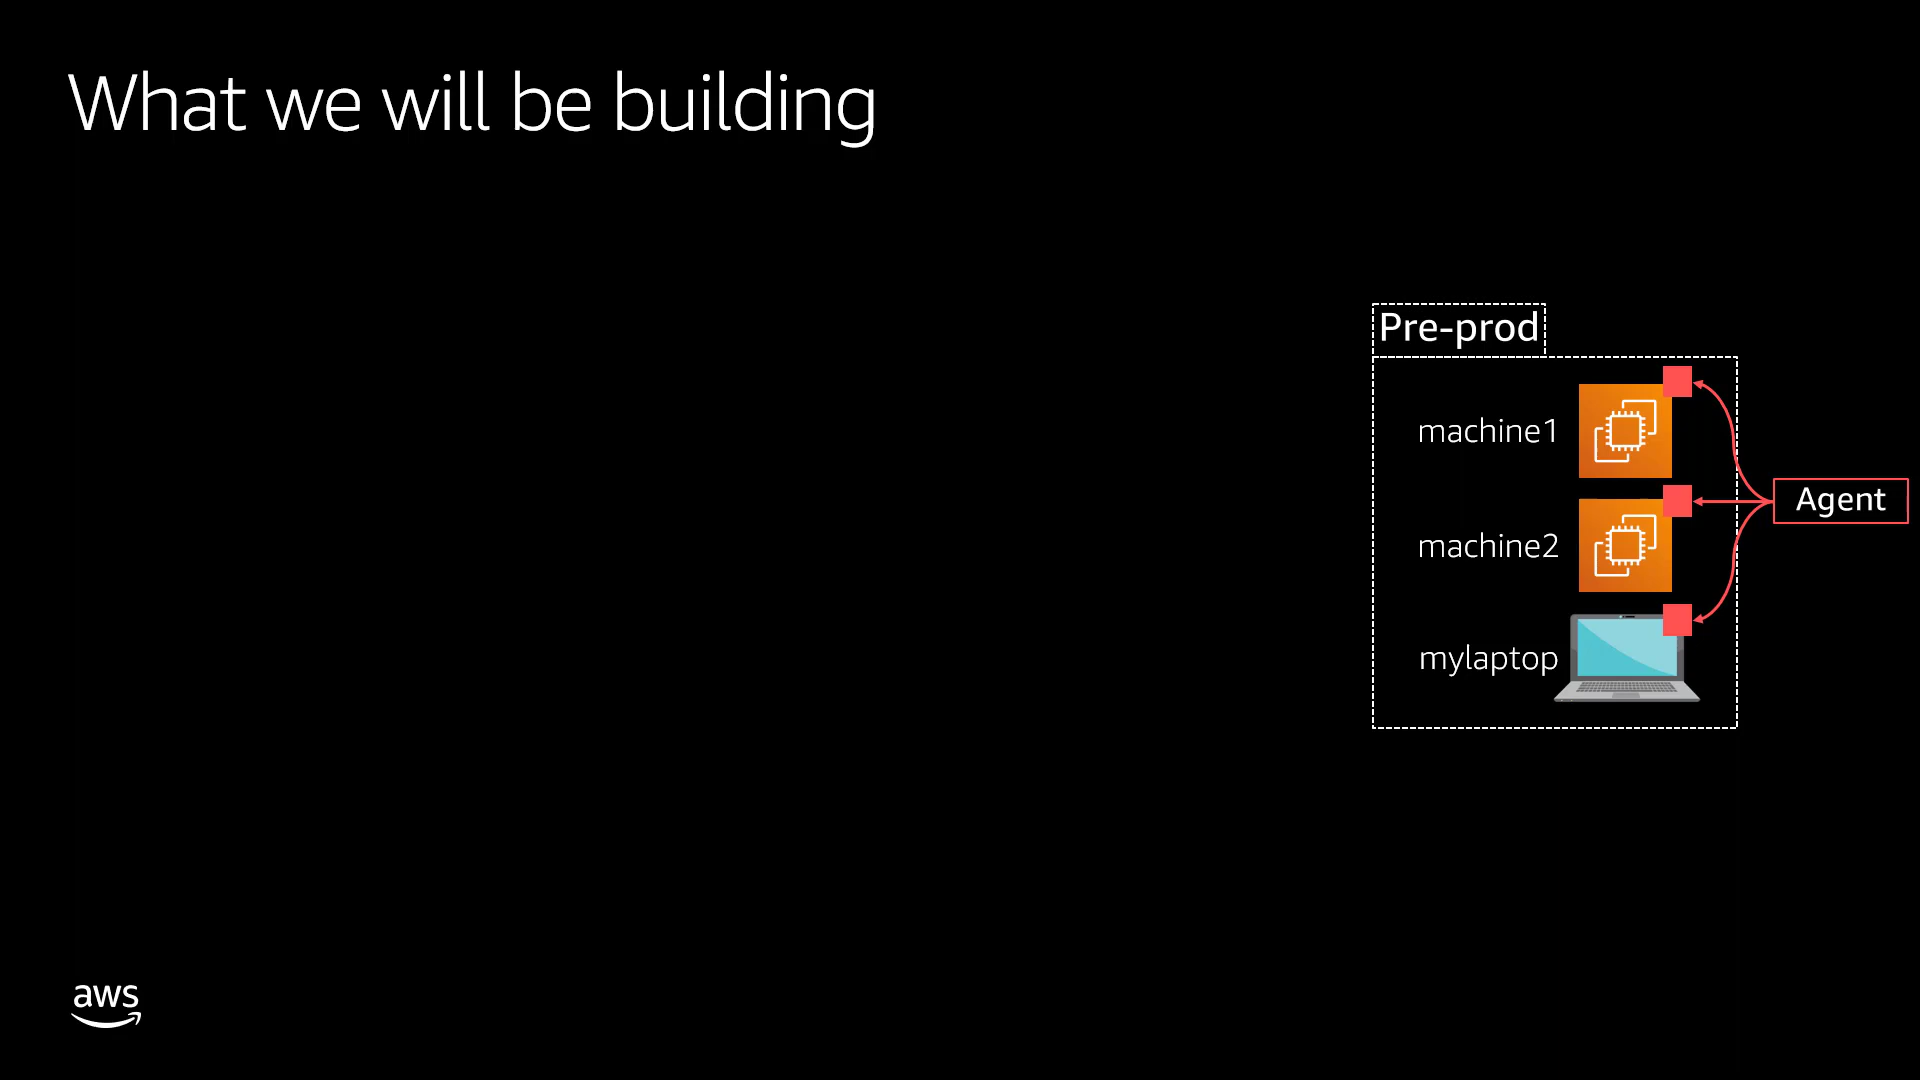 What we will be building
Pre-prod
machine1
machine2
mylaptop
Agent
aws